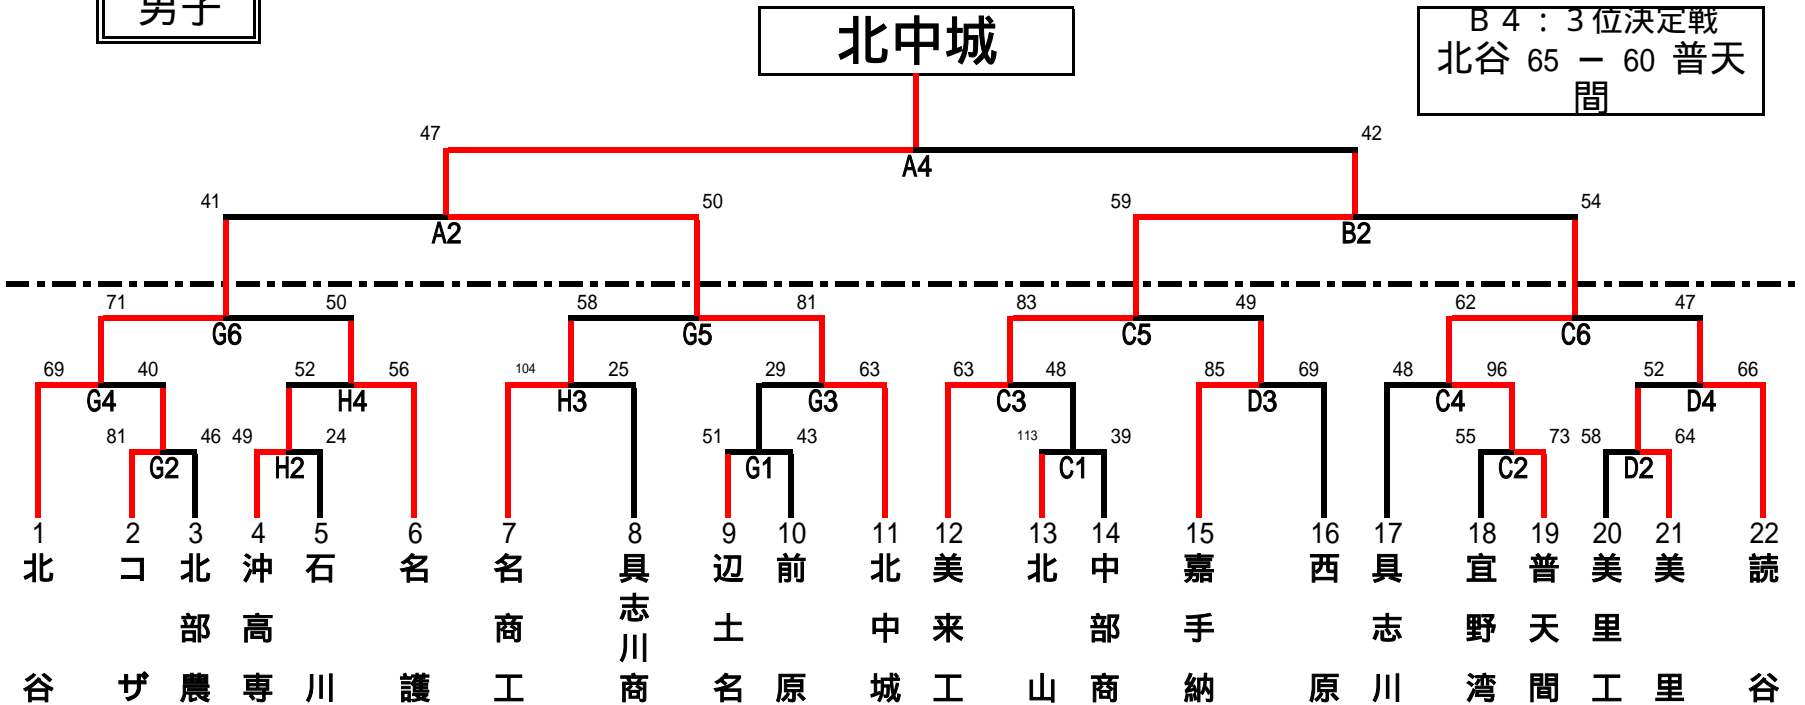 男子
北中城
B4：3位決定戦
北谷 65 － 60 普天
間
47 42
A4
41 50 59 54
A2 B2
71 50 58 81 83 49 62 47
G6 G5 C5 C6
69 40 52 56 104 25 29 63 63 48 85 69 48 96 52 66
G4 H4 H3 G3 C3 D3 C4 D4
81 46 49 24 51 43 113 39 55 73 58 64
G2 H2 G1 C1 C2 D2
1 2 3 4 5 6 7 8 9 10 11 12 13 14 15 16 17 18 19 20 21 22
北谷
コザ
北部農
沖高専
石川
名護
名商工
具志川商
辺土名
前原
北中城
美来工
北山
中部商
嘉手納
西原
具志川
宜野湾
普天間
美里工
美里
読谷